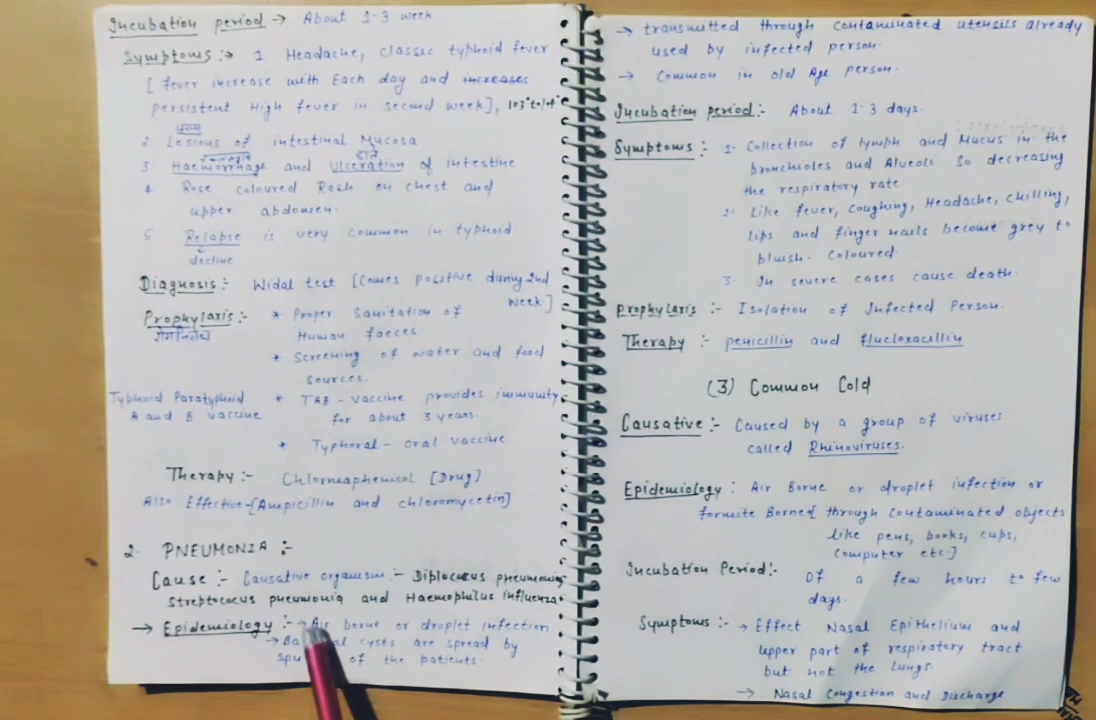 Incubation period → About 1-3 week
Symptoms :→ 1 Headache, classic typhoid fever
[ fever increase with Each day and increases
persistent High fever in second week], 103° to 104°
2. Lesions of intestinal Mucosa
3 Haemorrhage and Ulceration of intestine
4 Rose coloured Rash on chest and
upper abdomen.
5. Relapse is very common in typhoid.
decline
Diagnosis :- Widal test [Comes positive during 2nd
Week.]
Prophylaxis :- * Proper Sanitation of
रोगनिरोध
Human faeces.
* Screening of water and food
sources.
Typhoid Paratyphoid * TAB - Vaccine provides immunity
A and B vaccine for about 3 years.
* Typhoral - oral vaccine
Therapy :- Chlormaphenicol [Drug]
Also Effective-[Ampicillin and chloromycetin]
2. PNEUMONIA :-
Cause :- Causative organism :- Diplococus pneumonia,
Streptococus pneumonia and Haemophilus influenza.
→ Epidemiology :- → Air borne or droplet infection
→ cysts are spread by
of the patients.
→ transmitted through contaminated utensils already
used by infected person.
→ Common in old Age person.
Incubation period :- About 1-3 days.
Symptoms :- 1. Collection of lymph and Mucus in the
bronchioles and Alveoli so decreasing
the respiratory rate.
2. Like fever, coughing, Headache, chilling,
lips and finger nails become grey to
bluish - coloured.
3. In severe cases cause death.
Prophylaxis :- Isolation of Infected Person.
Therapy :- penicillin and flucloxacillin
(3) Common Cold
Causative :- Caused by a group of viruses
called Rhinoviruses.
Epidemiology : Air Borne or droplet infection or
formite Borne[ through contaminated objects
like pens, books, cups,
computer etc.]
Incubation Period :- Of a few hours to few
days.
Symptoms :- → Effect Nasal Epithelium and
upper part of respiratory tract
but not the lungs.
→ Nasal Congestion and Discharge